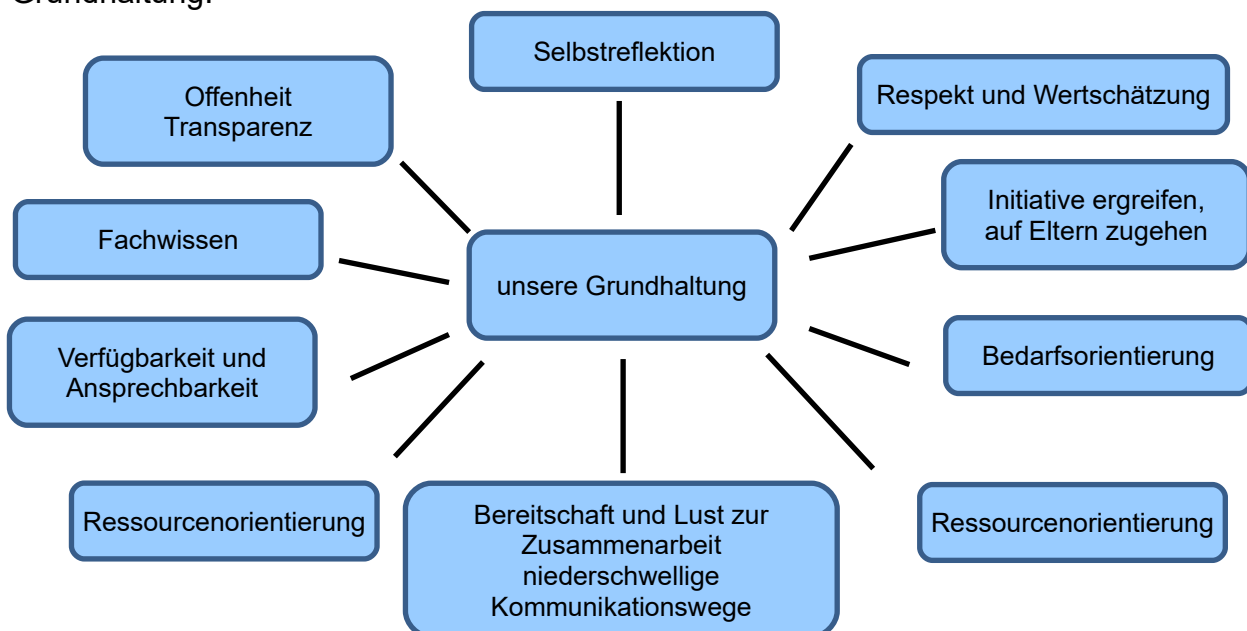 Grundhaltung:
Selbstreflektion
Offenheit
Transparenz
Respekt und Wertschätzung
Initiative ergreifen,
auf Eltern zugehen
Fachwissen
unsere Grundhaltung
Verfügbarkeit und
Ansprechbarkeit
Bedarfsorientierung
Ressourcenorientierung
Bereitschaft und Lust zur
Zusammenarbeit
niederschwellige
Kommunikationswege
Ressourcenorientierung